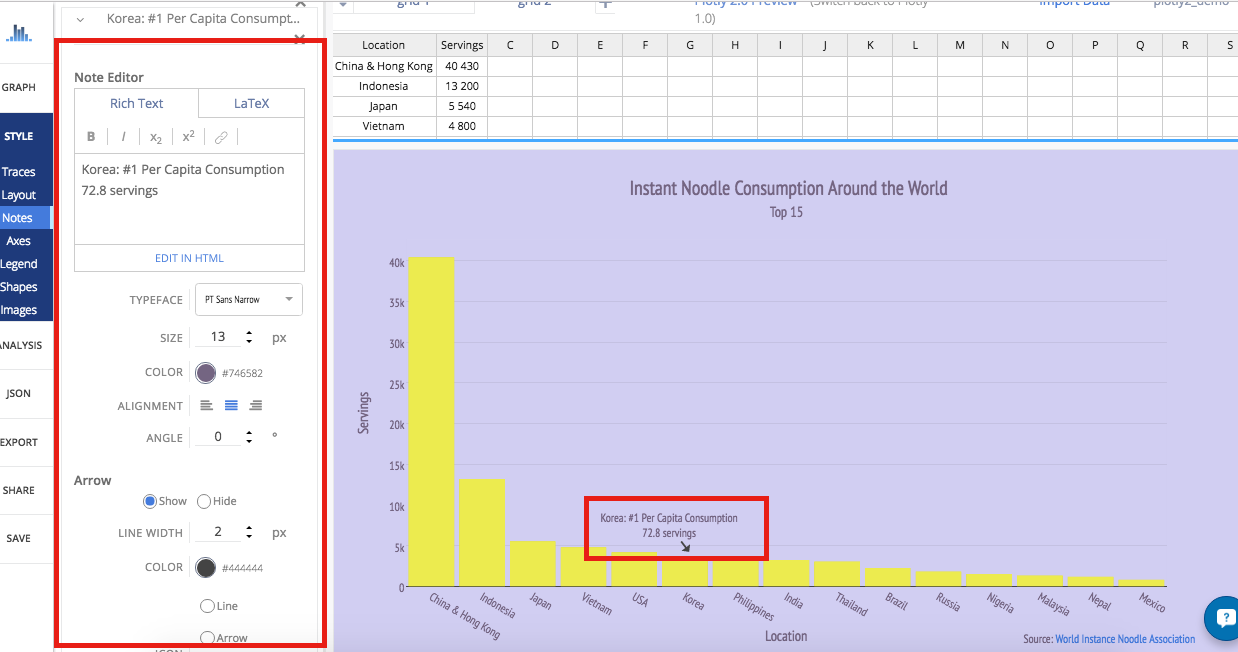 Korea: #1 Per Capita Consumpt...
GRAPH
STYLE
Traces
Layout
Notes
Axes
Legend
Shapes
Images
ANALYSIS
JSON
EXPORT
SHARE
SAVE
Note Editor
Rich Text
LaTeX
B I x2 x2
Korea: #1 Per Capita Consumption
72.8 servings
EDIT IN HTML
TYPEFACE PT Sans Narrow
SIZE 13 px
COLOR #746582
ALIGNMENT
ANGLE 0 °
Arrow
Show Hide
LINE WIDTH 2 px
COLOR #444444
Line
Arrow
grid 1 grid 2 + Plotly 2.0 Preview (Switch back to Plotly
1.0)
Import Data plotly2_demo
Location Servings C D E F G H I J K L M N O P Q R S
China & Hong Kong 40 430
Indonesia 13 200
Japan 5 540
Vietnam 4 800
Instant Noodle Consumption Around the World
Top 15
Servings
40k
35k
30k
25k
20k
15k
10k
5k
0
Korea: #1 Per Capita Consumption
72.8 servings
China & Hong Kong
Indonesia
Japan
Vietnam
USA
Korea
Philippines
India
Thailand
Brazil
Russia
Nigeria
Malaysia
Nepal
Mexico
Location
Source: World Instance Noodle Association
?